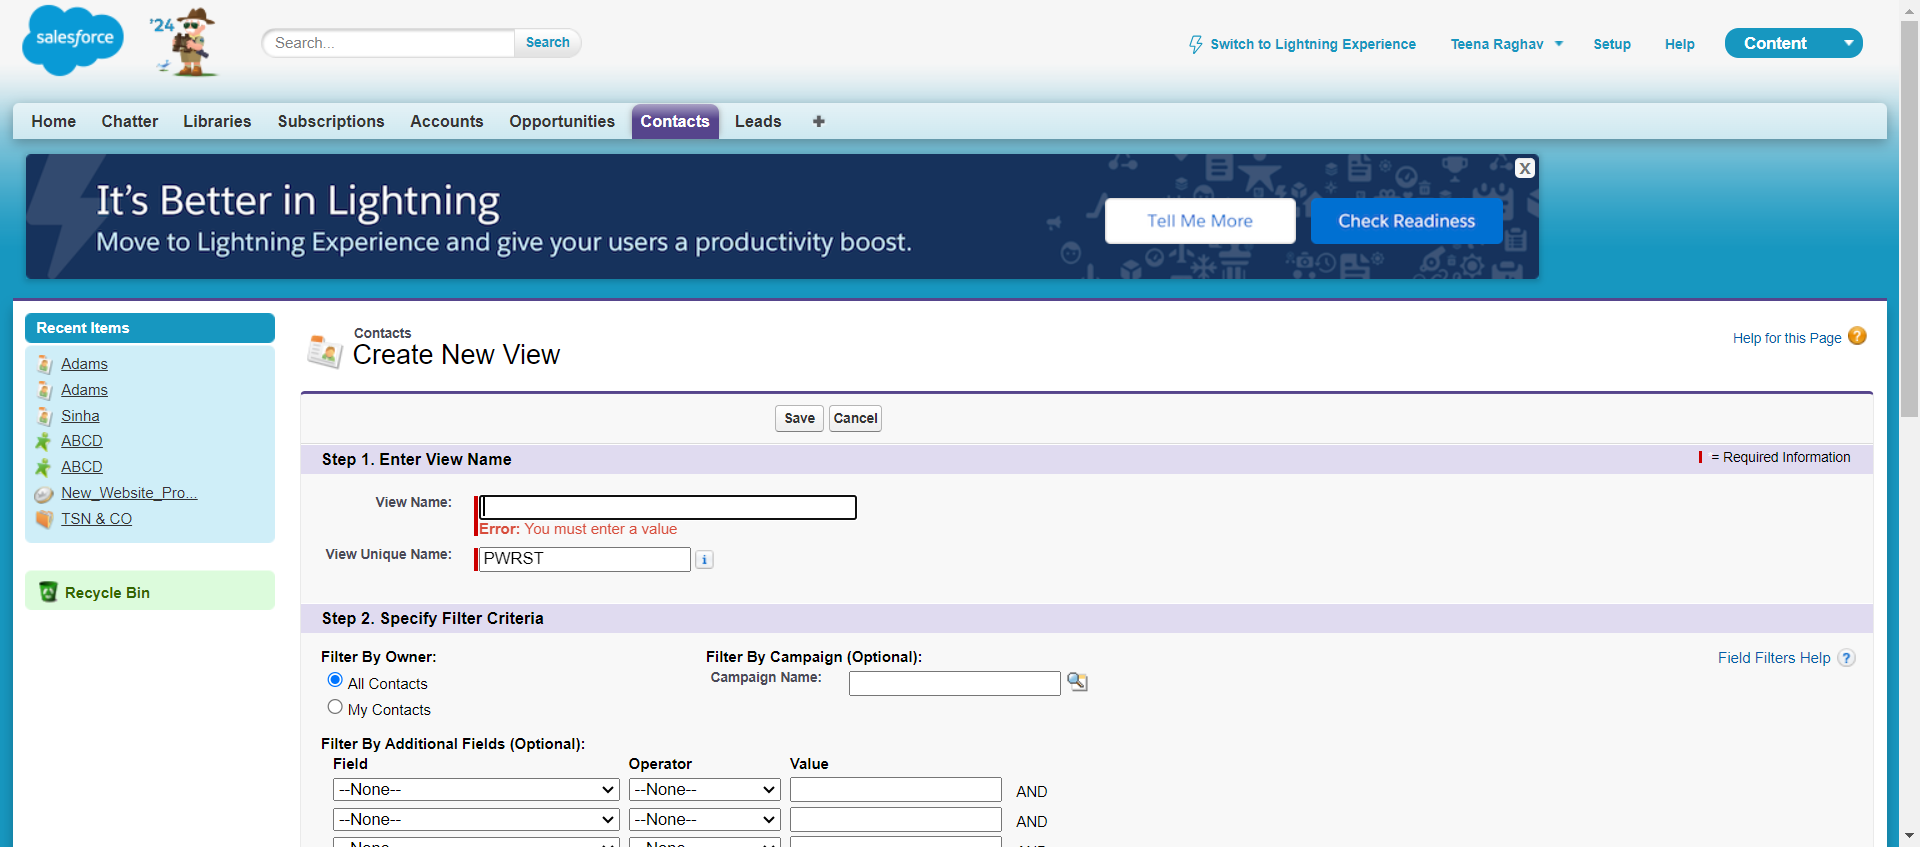 salesforce
'24
Search...
Search
Switch to Lightning Experience
Teena Raghav
Setup
Help
Content
Home
Chatter
Libraries
Subscriptions
Accounts
Opportunities
Contacts
Leads
+
It's Better in Lightning
Move to Lightning Experience and give your users a productivity boost.
Tell Me More
Check Readiness
X
Recent Items
Adams
Adams
Sinha
ABCD
ABCD
New_Website_Pro...
TSN & CO
Recycle Bin
Contacts
Create New View
Help for this Page ?
Save
Cancel
Step 1. Enter View Name
= Required Information
View Name:
Error: You must enter a value
View Unique Name:
PWRST
i
Step 2. Specify Filter Criteria
Filter By Owner:
All Contacts
My Contacts
Filter By Campaign (Optional):
Campaign Name:
Field Filters Help ?
Filter By Additional Fields (Optional):
Field
Operator
Value
--None--
--None--
AND
--None--
--None--
AND
--None--
--None--
AND